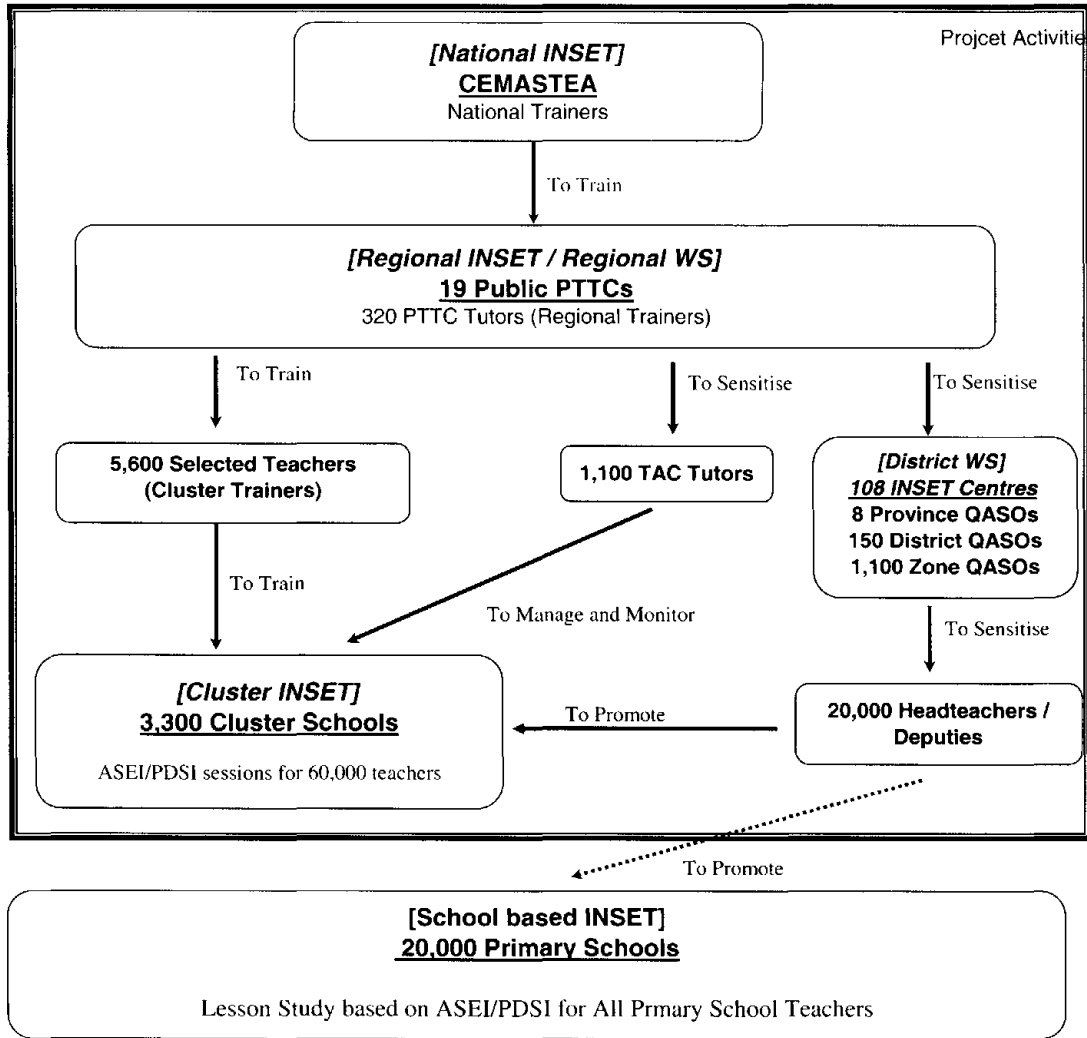 Projcet Activitie
[National INSET]
CEMASTEA
National Trainers
To Train
[Regional INSET / Regional WS]
19 Public PTTCs
320 PTTC Tutors (Regional Trainers)
To Train
To Sensitise
To Sensitise
5,600 Selected Teachers
(Cluster Trainers)
1,100 TAC Tutors
[District WS]
108 INSET Centres
8 Province QASOs
150 District QASOs
1,100 Zone QASOs
To Train
To Manage and Monitor
To Sensitise
[Cluster INSET]
3,300 Cluster Schools
ASEI/PDSI sessions for 60,000 teachers
To Promote
20,000 Headteachers /
Deputies
To Promote
[School based INSET]
20,000 Primary Schools
Lesson Study based on ASEI/PDSI for All Prmary School Teachers